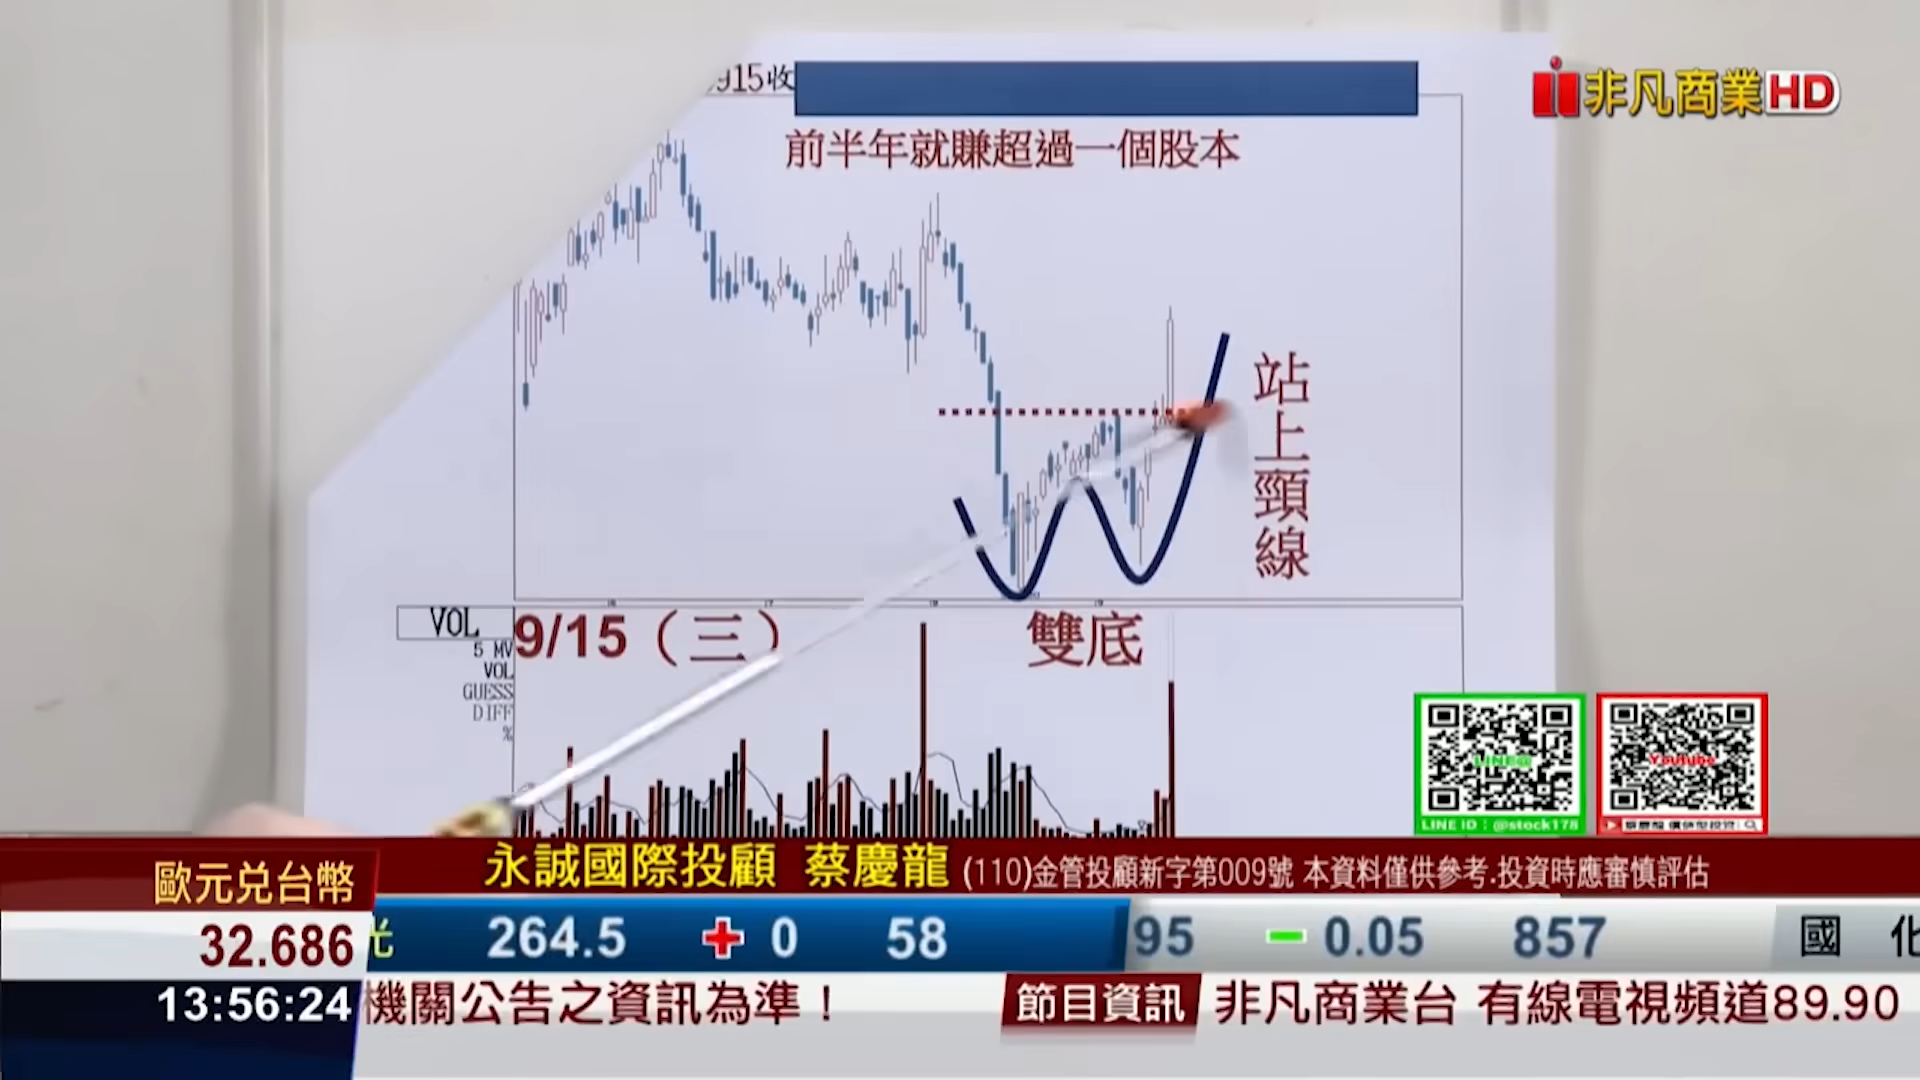 915收
非凡商業HD
前半年就賺超過一個股本
站上頸線
VOL
9/15（三）
雙底
5 MV
VOL
GUESS
DIFF
%
LINE@
Youtube
LINE ID：@stock178
歐元兌台幣
永誠國際投顧 蔡慶龍 (110)金管投顧新字第009號 本資料僅供參考.投資時應審慎評估
32.686
264.5 0 58
95 0.05 857 國 化
13:56:24
機關公告之資訊為準！
節目資訊
非凡商業台 有線電視頻道89.90